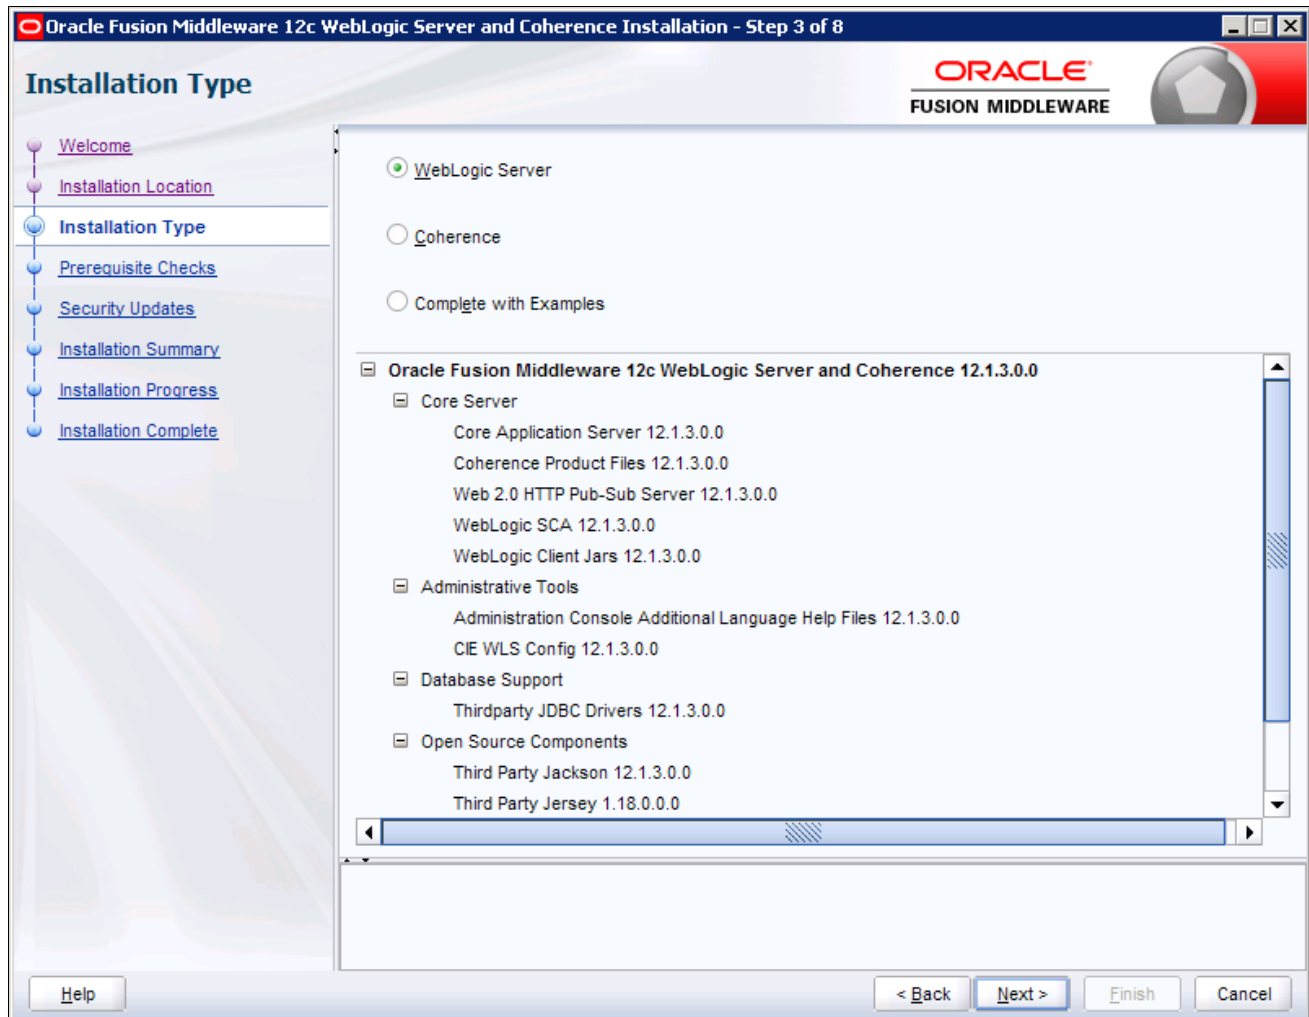 Oracle Fusion Middleware 12c WebLogic Server and Coherence Installation - Step 3 of 8
Installation Type
ORACLE
FUSION MIDDLEWARE
Welcome
Installation Location
Installation Type
Prerequisite Checks
Security Updates
Installation Summary
Installation Progress
Installation Complete
WebLogic Server
Coherence
Complete with Examples
Oracle Fusion Middleware 12c WebLogic Server and Coherence 12.1.3.0.0
Core Server
Core Application Server 12.1.3.0.0
Coherence Product Files 12.1.3.0.0
Web 2.0 HTTP Pub-Sub Server 12.1.3.0.0
WebLogic SCA 12.1.3.0.0
WebLogic Client Jars 12.1.3.0.0
Administrative Tools
Administration Console Additional Language Help Files 12.1.3.0.0
CIE WLS Config 12.1.3.0.0
Database Support
Thirdparty JDBC Drivers 12.1.3.0.0
Open Source Components
Third Party Jackson 12.1.3.0.0
Third Party Jersey 1.18.0.0.0
Help
< Back
Next >
Finish
Cancel